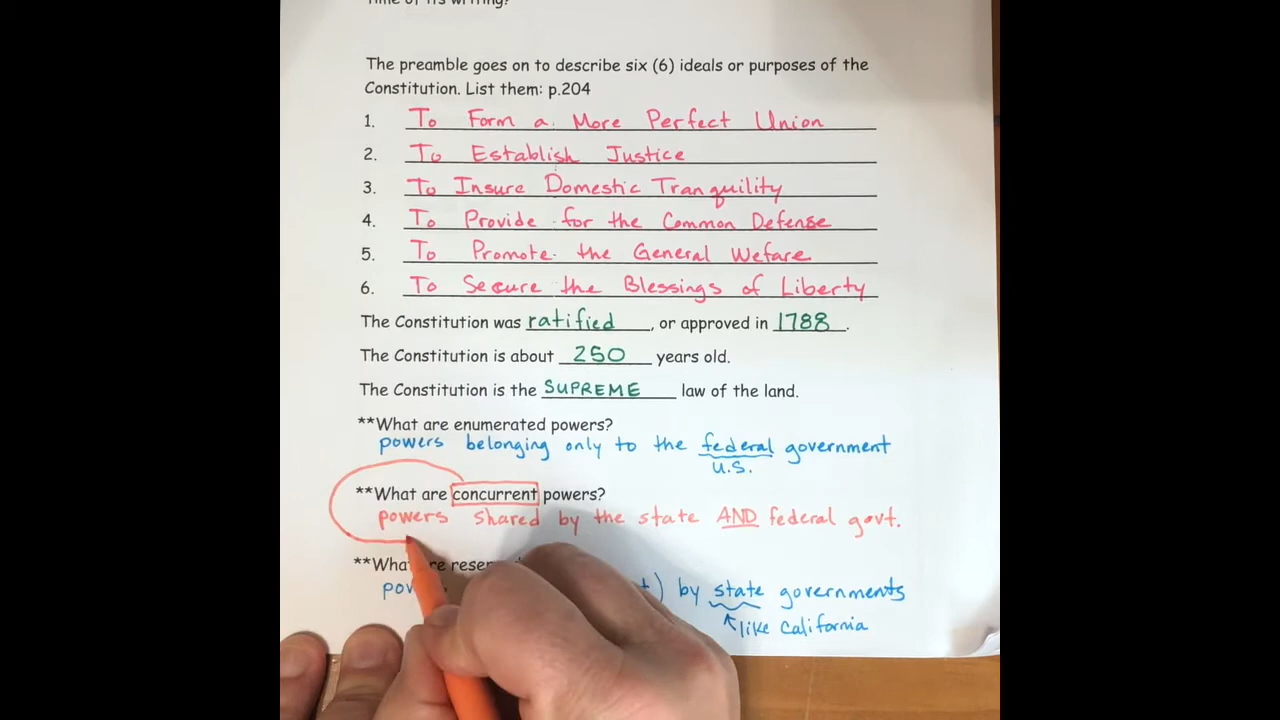 Time of its writing?
The preamble goes on to describe six (6) ideals or purposes of the
Constitution. List them: p.204
1. To Form a More Perfect Union
2. To Establish Justice
3. To Insure Domestic Tranquility
4. To Provide for the Common Defense
5. To Promote the General Wefare
6. To Secure the Blessings of Liberty
The Constitution was ratified, or approved in 1788.
The Constitution is about 250 years old.
The Constitution is the SUPREME law of the land.
**What are enumerated powers?
powers belonging only to the federal government
U.S.
**What are concurrent powers?
powers shared by the state AND federal govt.
by state governments
like California